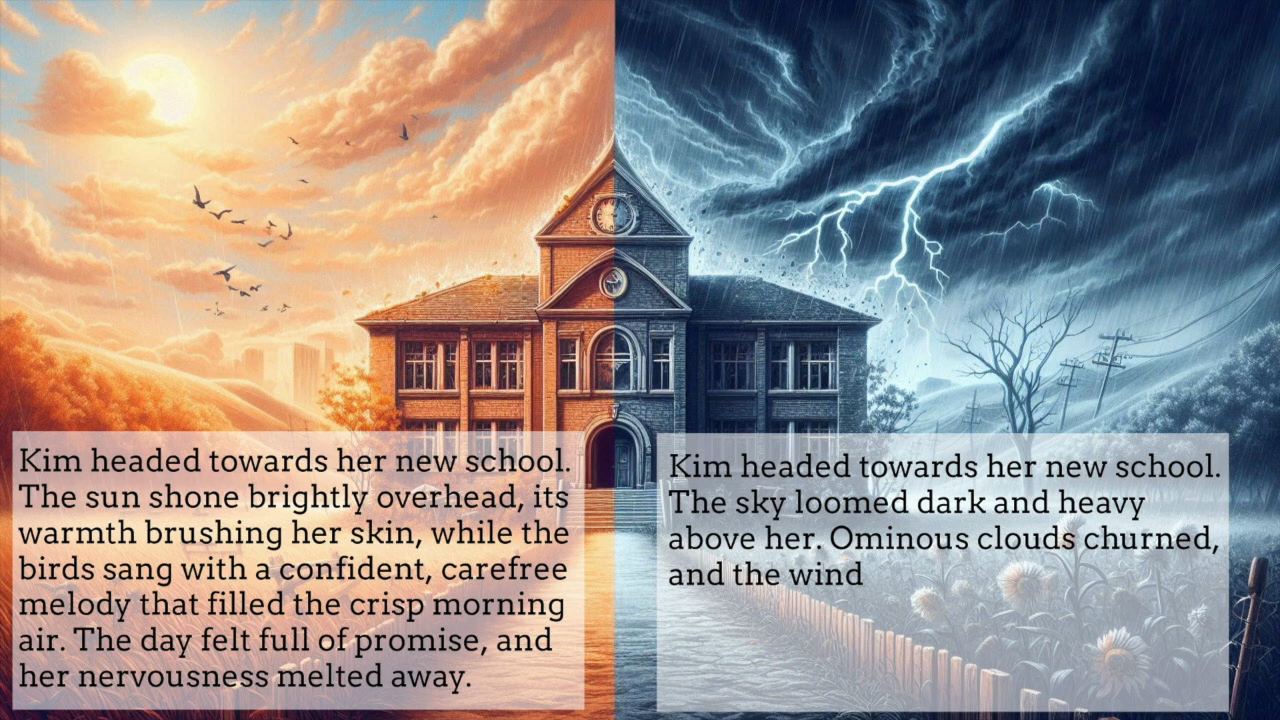 Kim headed towards her new school.
The sun shone brightly overhead, its
warmth brushing her skin, while the
birds sang with a confident, carefree
melody that filled the crisp morning
air. The day felt full of promise, and
her nervousness melted away.
Kim headed towards her new school.
The sky loomed dark and heavy
above her. Ominous clouds churned,
and the wind